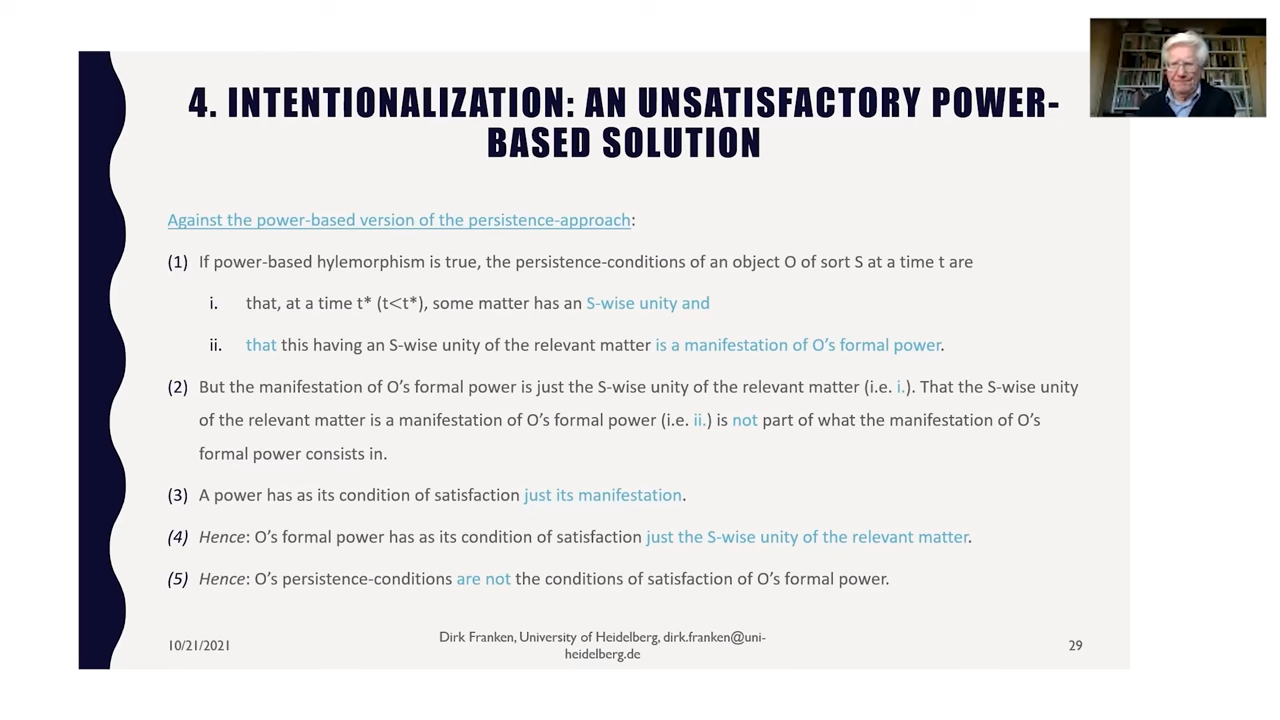 4. INTENTIONALIZATION: AN UNSATISFACTORY POWER-
BASED SOLUTION
Against the power-based version of the persistence-approach:
(1) If power-based hylemorphism is true, the persistence-conditions of an object O of sort S at a time t are
i. that, at a time t* (t<t*), some matter has an S-wise unity and
ii. that this having an S-wise unity of the relevant matter is a manifestation of O's formal power.
(2) But the manifestation of O's formal power is just the S-wise unity of the relevant matter (i.e. i.). That the S-wise unity
of the relevant matter is a manifestation of O's formal power (i.e. ii.) is not part of what the manifestation of O's
formal power consists in.
(3) A power has as its condition of satisfaction just its manifestation.
(4) Hence: O's formal power has as its condition of satisfaction just the S-wise unity of the relevant matter.
(5) Hence: O's persistence-conditions are not the conditions of satisfaction of O's formal power.
10/21/2021
Dirk Franken, University of Heidelberg, dirk.franken@uni-
heidelberg.de
29